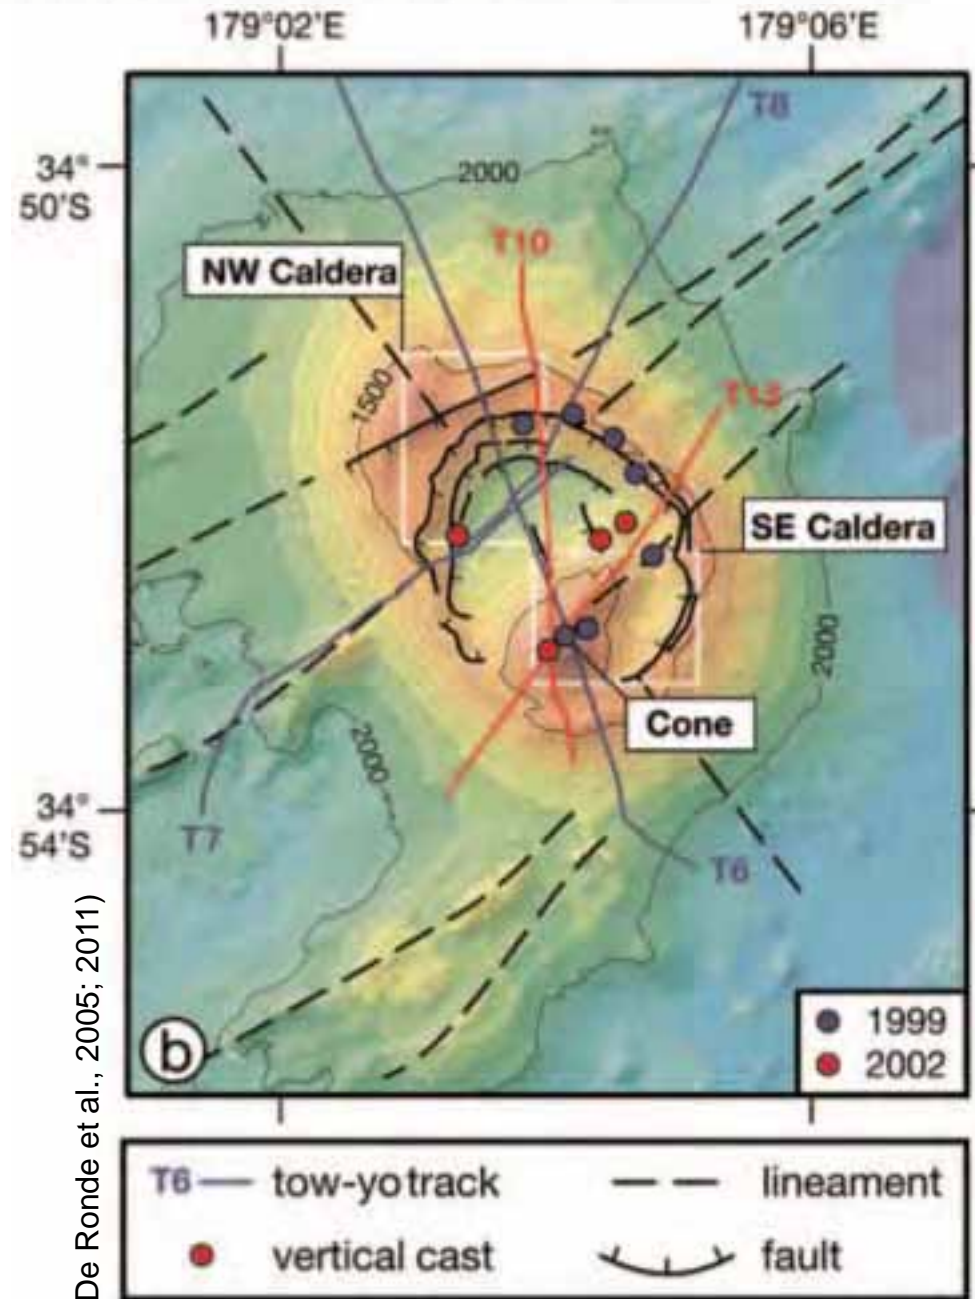 179°02'E
179°06'E
34°
50'S
T8
2000
T10
NW Caldera
1500
T13
SE Caldera
2000
Cone
2000
34°
54'S
T7
T6
De Ronde et al., 2005; 2011)
b
1999
2002
T6 tow-yo track
lineament
vertical cast
fault